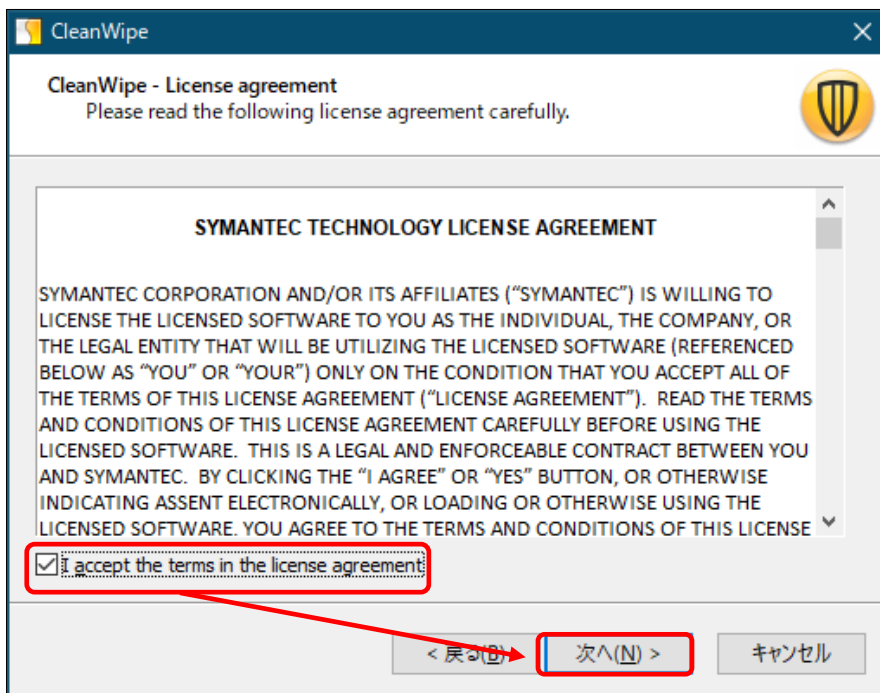 CleanWipe
CleanWipe - License agreement
Please read the following license agreement carefully.
SYMANTEC TECHNOLOGY LICENSE AGREEMENT
SYMANTEC CORPORATION AND/OR ITS AFFILIATES (“SYMANTEC”) IS WILLING TO
LICENSE THE LICENSED SOFTWARE TO YOU AS THE INDIVIDUAL, THE COMPANY, OR
THE LEGAL ENTITY THAT WILL BE UTILIZING THE LICENSED SOFTWARE (REFERENCED
BELOW AS “YOU” OR “YOUR”) ONLY ON THE CONDITION THAT YOU ACCEPT ALL OF
THE TERMS OF THIS LICENSE AGREEMENT (“LICENSE AGREEMENT”).  READ THE TERMS
AND CONDITIONS OF THIS LICENSE AGREEMENT CAREFULLY BEFORE USING THE
LICENSED SOFTWARE.  THIS IS A LEGAL AND ENFORCEABLE CONTRACT BETWEEN YOU
AND SYMANTEC.  BY CLICKING THE “I AGREE” OR “YES” BUTTON, OR OTHERWISE
INDICATING ASSENT ELECTRONICALLY, OR LOADING OR OTHERWISE USING THE
LICENSED SOFTWARE, YOU AGREE TO THE TERMS AND CONDITIONS OF THIS LICENSE
I accept the terms in the license agreement
< 戻る(B) 次へ(N) > キャンセル